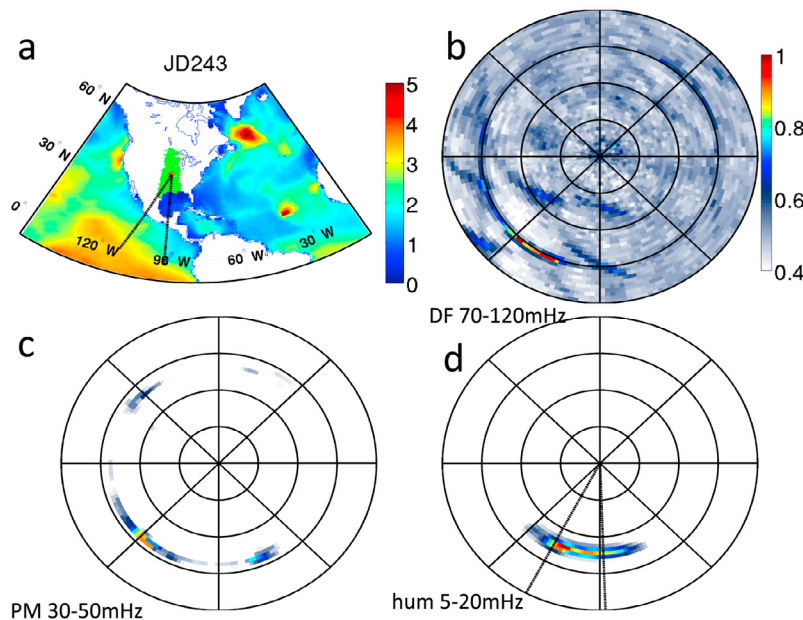 a
JD243
60° N
30° N
0°
120° W
90° W
60° W
30° W
5
4
3
2
1
0
b
1
0.8
0.6
0.4
DF 70-120mHz
c
PM 30-50mHz
d
hum 5-20mHz